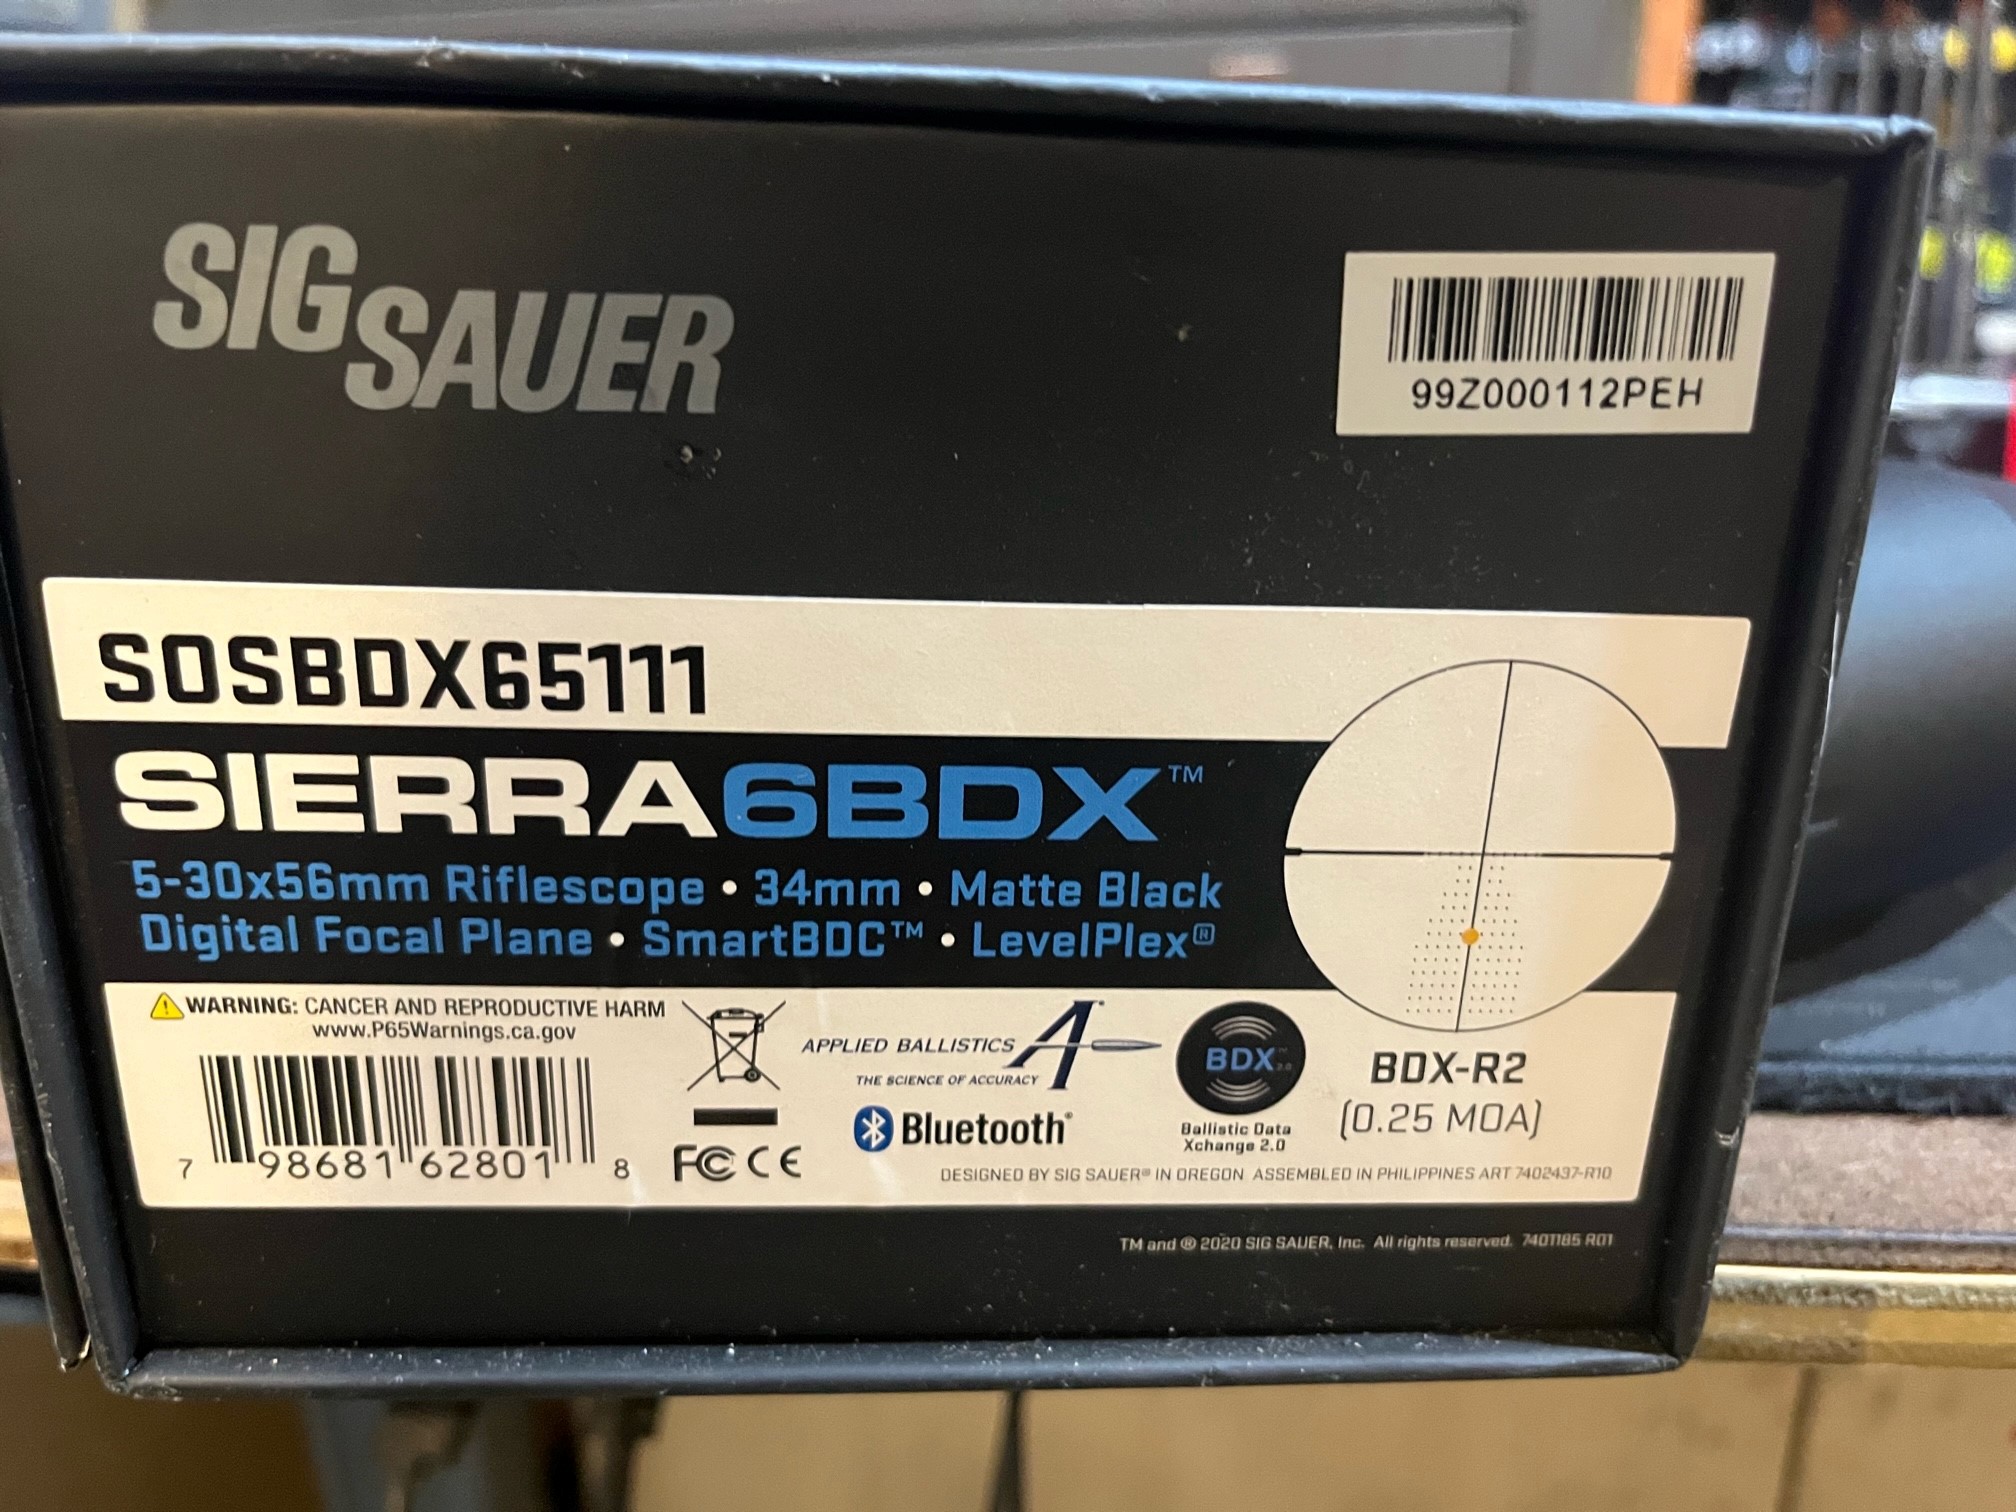 SIG SAUER
99Z000112PEH
SOSBDX65111
SIERRA6BDX™
5-30x56mm Riflescope • 34mm • Matte Black
Digital Focal Plane • SmartBDC™ • LevelPlex®
WARNING: CANCER AND REPRODUCTIVE HARM
www.P65Warnings.ca.gov
7 98681 62801 8
FC CE
APPLIED BALLISTICS
THE SCIENCE OF ACCURACY
Bluetooth®
BDX™ 2.0
Ballistic Data
Xchange 2.0
BDX-R2
(0.25 MOA)
DESIGNED BY SIG SAUER® IN OREGON ASSEMBLED IN PHILIPPINES ART 7402437-R10
TM and ® 2020 SIG SAUER, Inc. All rights reserved. 7401185 R01